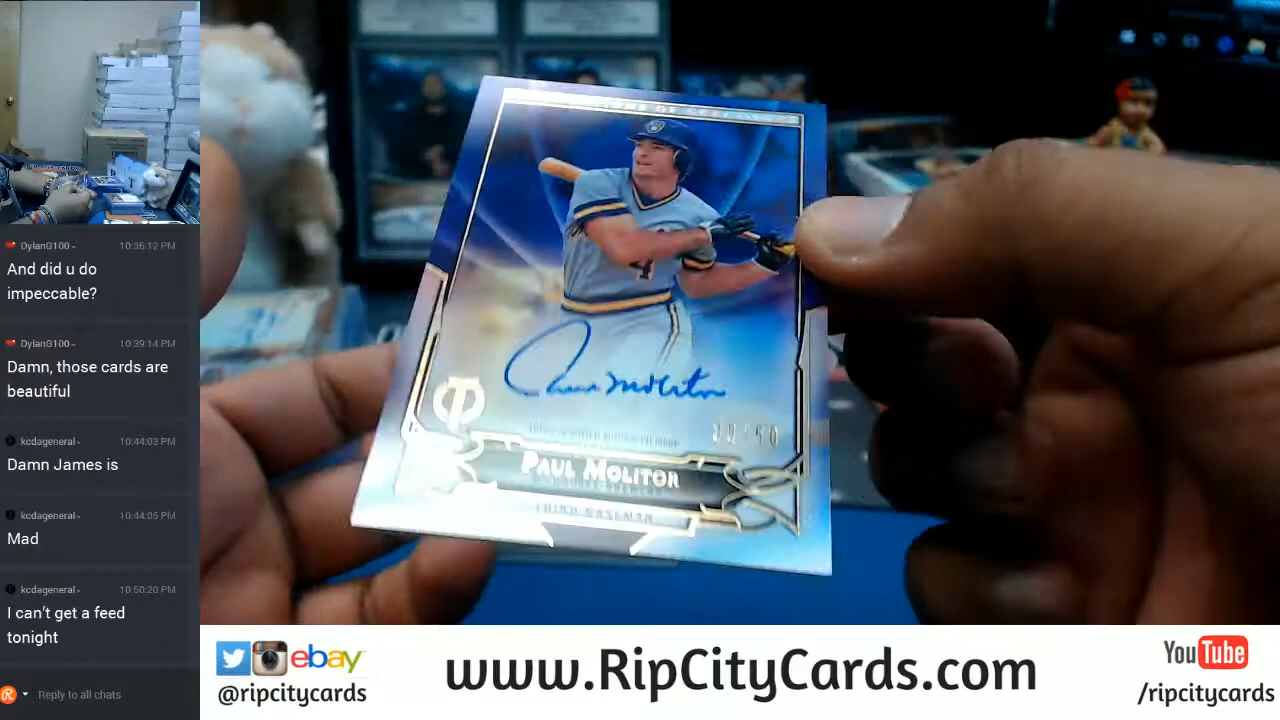 DylanG100 - 10:36:12 PM
And did u do
impeccable?
DylanG100 - 10:39:14 PM
Damn, those cards are
beautiful
kcdageneral - 10:44:03 PM
Damn James is
kcdageneral - 10:44:05 PM
Mad
kcdageneral - 10:50:20 PM
I can't get a feed
tonight
Reply to all chats
4
Paul Molitor
PAUL MOLITOR
THIRD BASEMAN
ebay
@ripcitycards
www.RipCityCards.com
YouTube
/ripcitycards